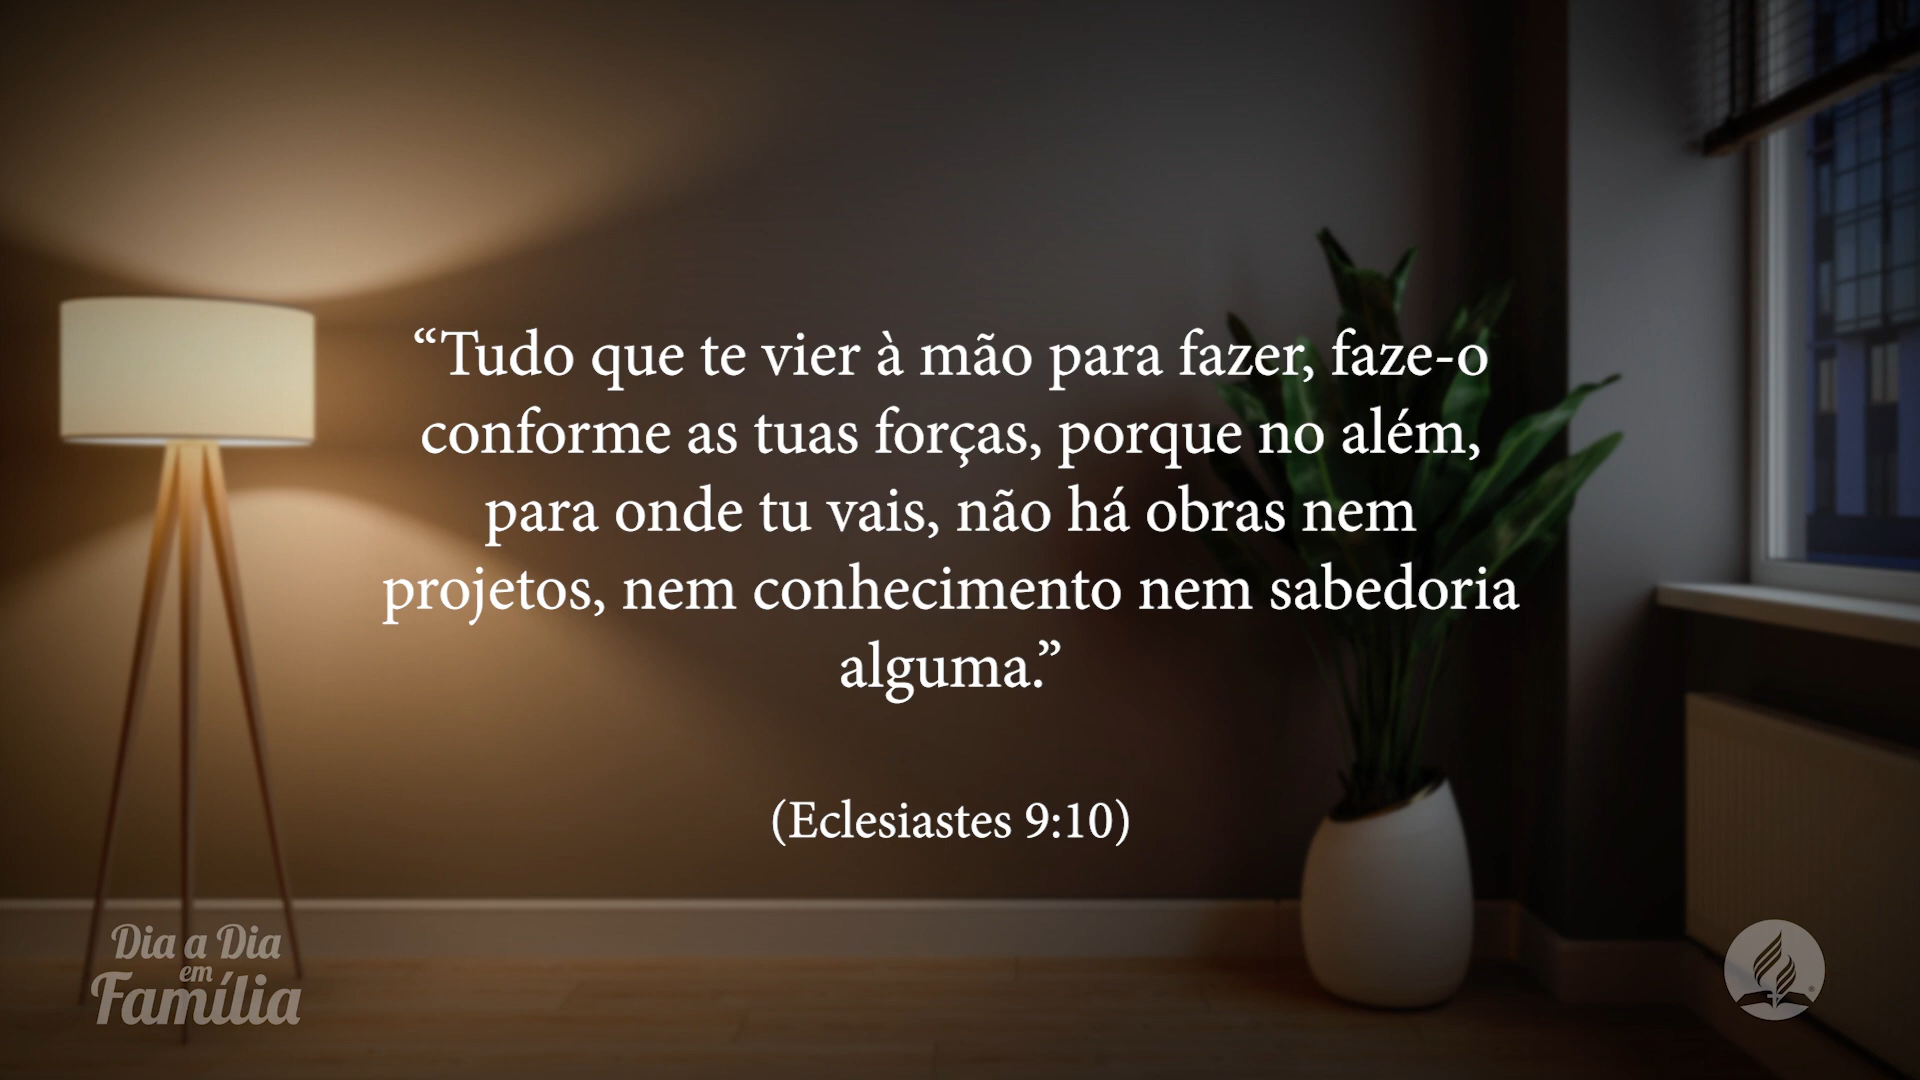 “Tudo que te vier à mão para fazer, faze-o
conforme as tuas forças, porque no além,
para onde tu vais, não há obras nem
projetos, nem conhecimento nem sabedoria
alguma.”
(Eclesiastes 9:10)
Dia a Dia
em
Família